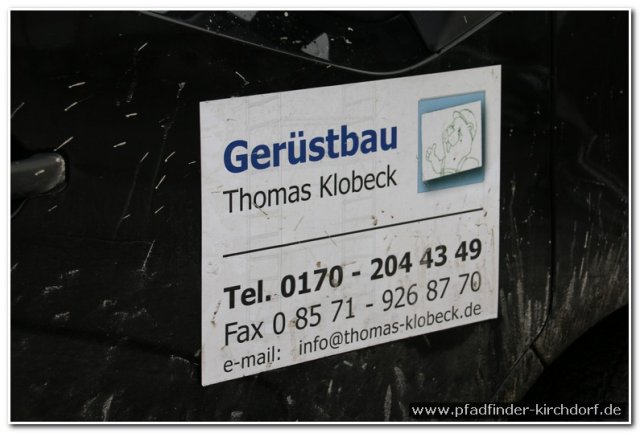 Gerüstbau
Thomas Klobeck
Tel. 0170 - 204 43 49
Fax 0 85 71 - 926 87 70
e-mail: info@thomas-klobeck.de
www.pfadfinder-kirchdorf.de